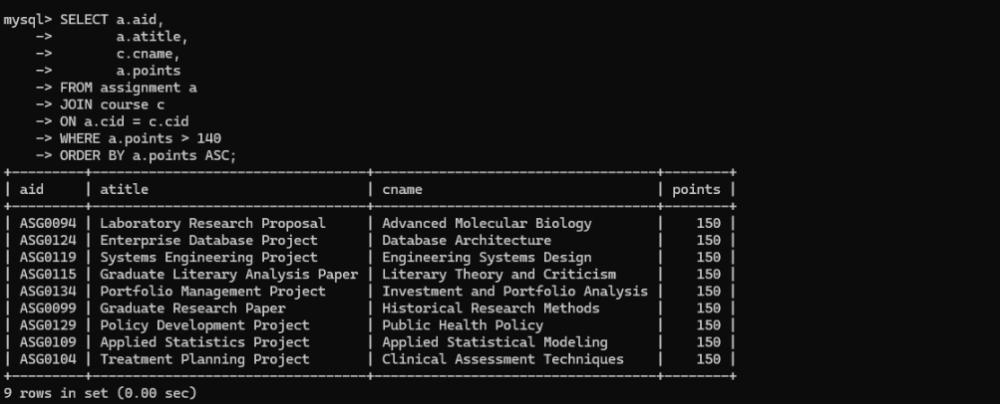 mysql> SELECT a.aid,
    ->        a.atitle,
    ->        c.cname,
    ->        a.points
    -> FROM assignment a
    -> JOIN course c
    -> ON a.cid = c.cid
    -> WHERE a.points > 140
    -> ORDER BY a.points ASC;
+---------+----------------------------------+-----------------------------------+--------+
| aid     | atitle                           | cname                             | points |
+---------+----------------------------------+-----------------------------------+--------+
| ASG0094 | Laboratory Research Proposal     | Advanced Molecular Biology        |    150 |
| ASG0124 | Enterprise Database Project      | Database Architecture             |    150 |
| ASG0119 | Systems Engineering Project      | Engineering Systems Design        |    150 |
| ASG0115 | Graduate Literary Analysis Paper | Literary Theory and Criticism     |    150 |
| ASG0134 | Portfolio Management Project     | Investment and Portfolio Analysis |    150 |
| ASG0099 | Graduate Research Paper          | Historical Research Methods       |    150 |
| ASG0129 | Policy Development Project       | Public Health Policy              |    150 |
| ASG0109 | Applied Statistics Project       | Applied Statistical Modeling      |    150 |
| ASG0104 | Treatment Planning Project       | Clinical Assessment Techniques    |    150 |
+---------+----------------------------------+-----------------------------------+--------+
9 rows in set (0.00 sec)